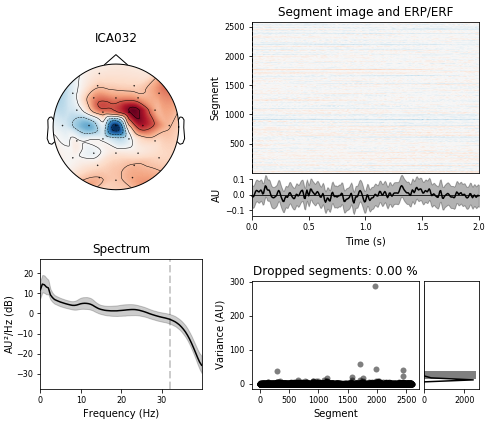 ICA032
Segment image and ERP/ERF
2500
2000
1500
1000
500
Segment
0.1
0.0
−0.1
AU
0.0 0.5 1.0 1.5 2.0
Time (s)
Spectrum
20
10
0
−10
−20
−30
AU²/Hz (dB)
0 10 20 30
Frequency (Hz)
Dropped segments: 0.00 %
300
200
100
0
Variance (AU)
0 500 1000 1500 2000 2500
Segment
0 2000